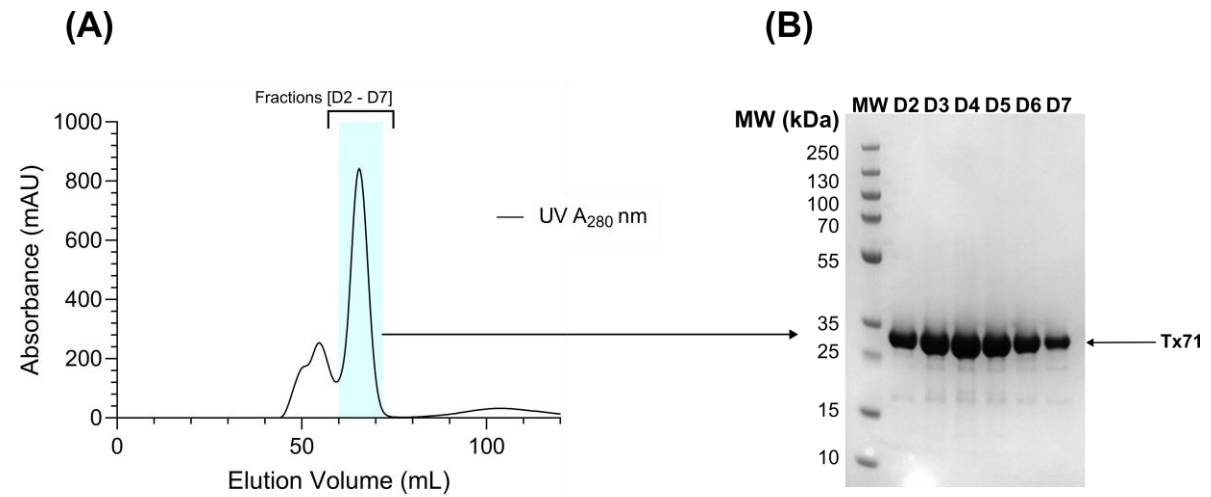 (A)
Fractions [D2 - D7]
1000
800
600
400
200
0
Absorbance (mAU)
0
50
100
Elution Volume (mL)
UV A280 nm
(B)
MW D2 D3 D4 D5 D6 D7
MW (kDa)
250
130
100
70
55
35
25
15
10
Tx71